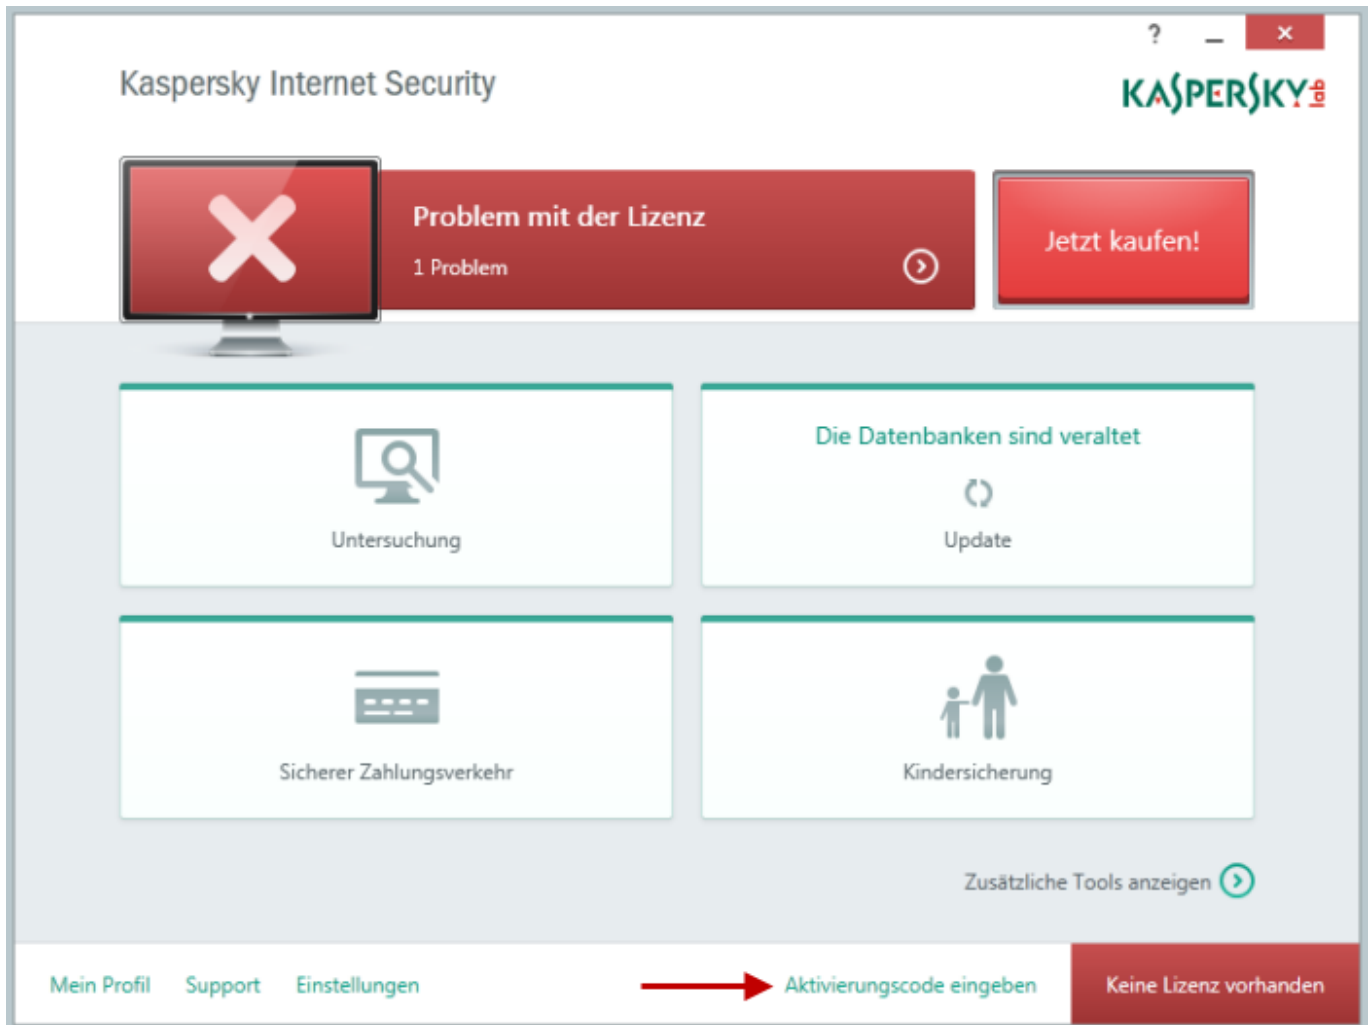 ?
Kaspersky Internet Security
KASPERSKY lab
Problem mit der Lizenz
1 Problem
Jetzt kaufen!
Untersuchung
Die Datenbanken sind veraltet
Update
Sicherer Zahlungsverkehr
Kindersicherung
Zusätzliche Tools anzeigen
Mein Profil Support Einstellungen Aktivierungscode eingeben Keine Lizenz vorhanden